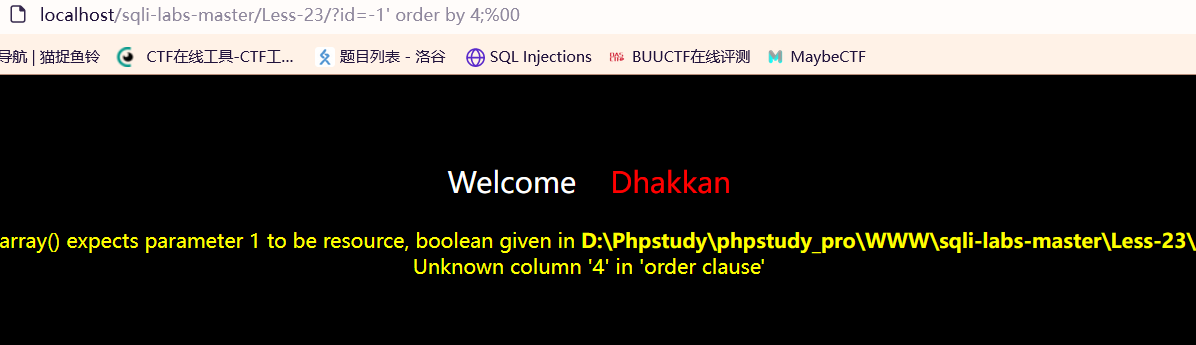 localhost/sqli-labs-master/Less-23/?id=-1' order by 4;%00
导航 | 猫捉鱼铃 CTF在线工具-CTF工... 题目列表 - 洛谷 SQL Injections BUUCTF在线评测 MaybeCTF
Welcome Dhakkan
array() expects parameter 1 to be resource, boolean given in D:\Phpstudy\phpstudy_pro\WWW\sqli-labs-master\Less-23\
Unknown column '4' in 'order clause'